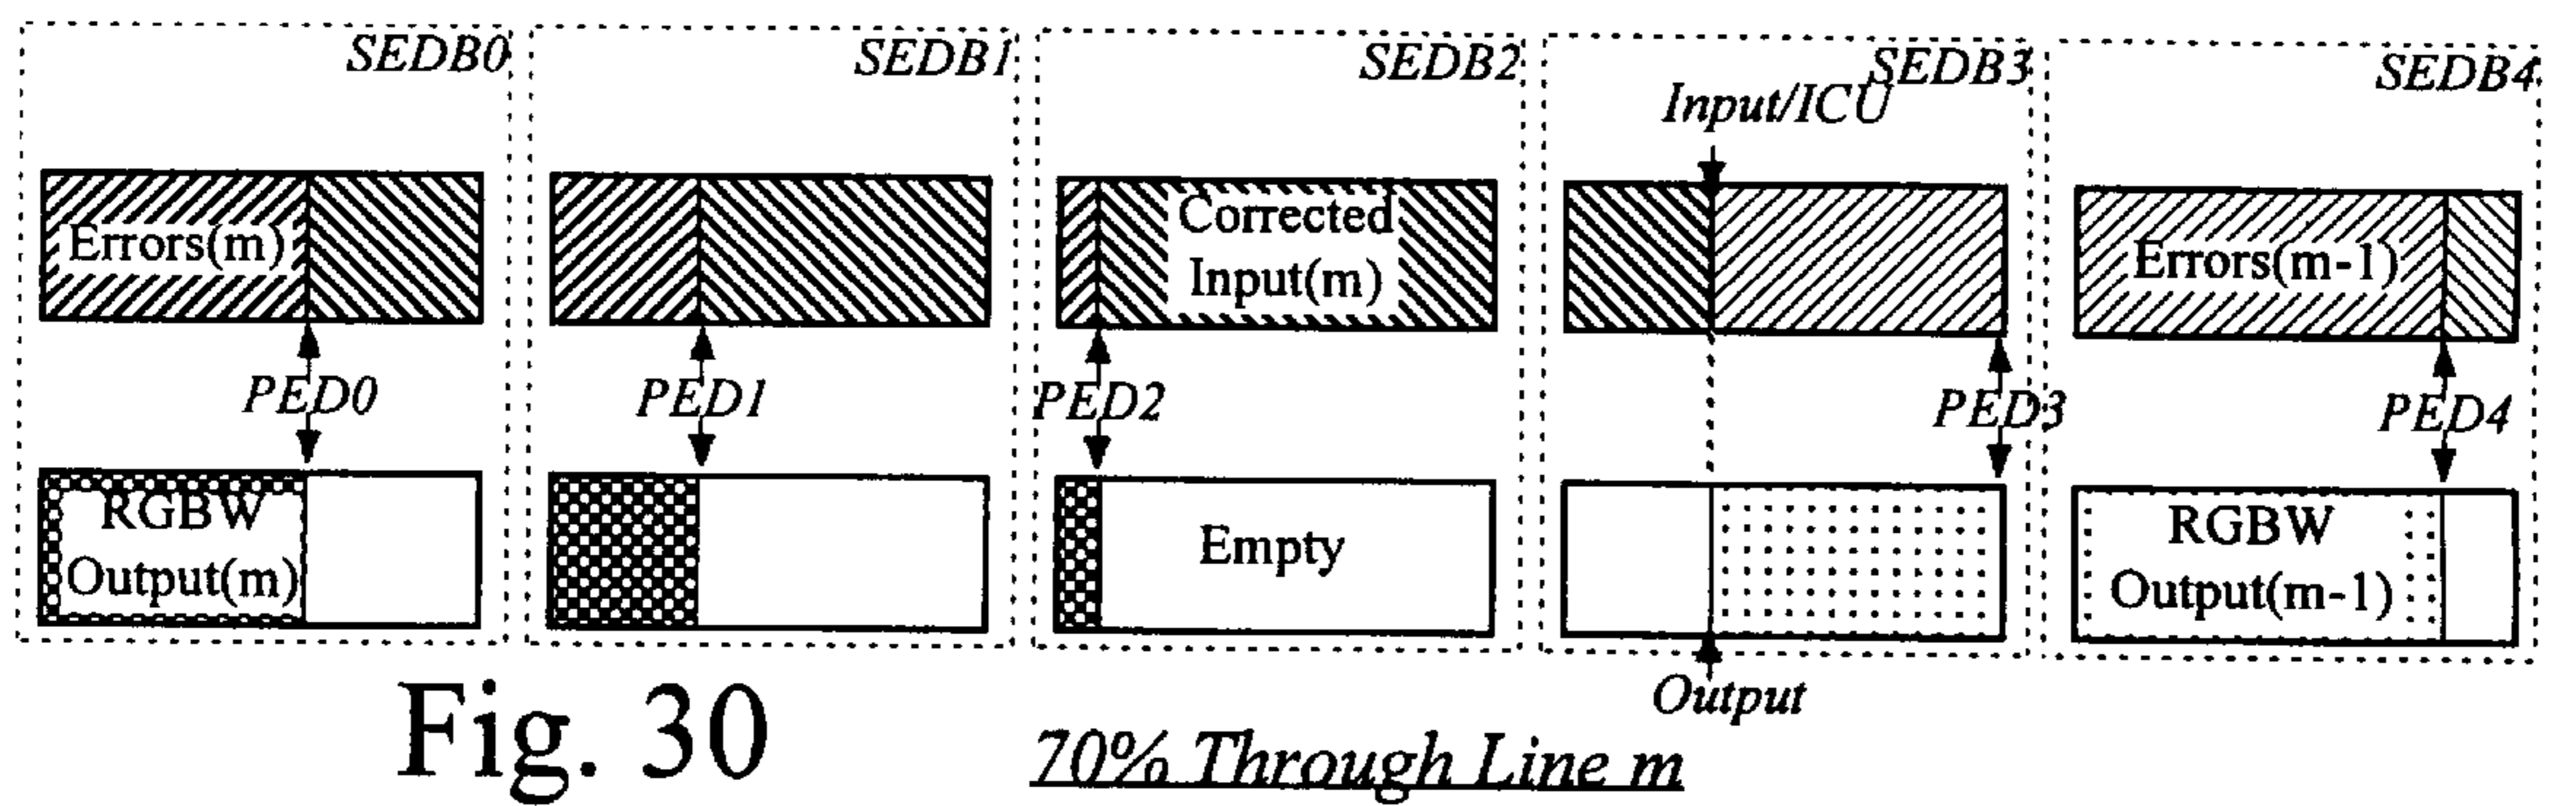 SEDB0
SEDB1
SEDB2
SEDB3
SEDB4
Input/ICU
Errors(m)
Corrected
Input(m)
Errors(m-1)
PED0
PED1
PED2
PED3
PED4
RGBW
Output(m)
Empty
RGBW
Output(m-1)
Output
Fig. 30
70% Through Line m